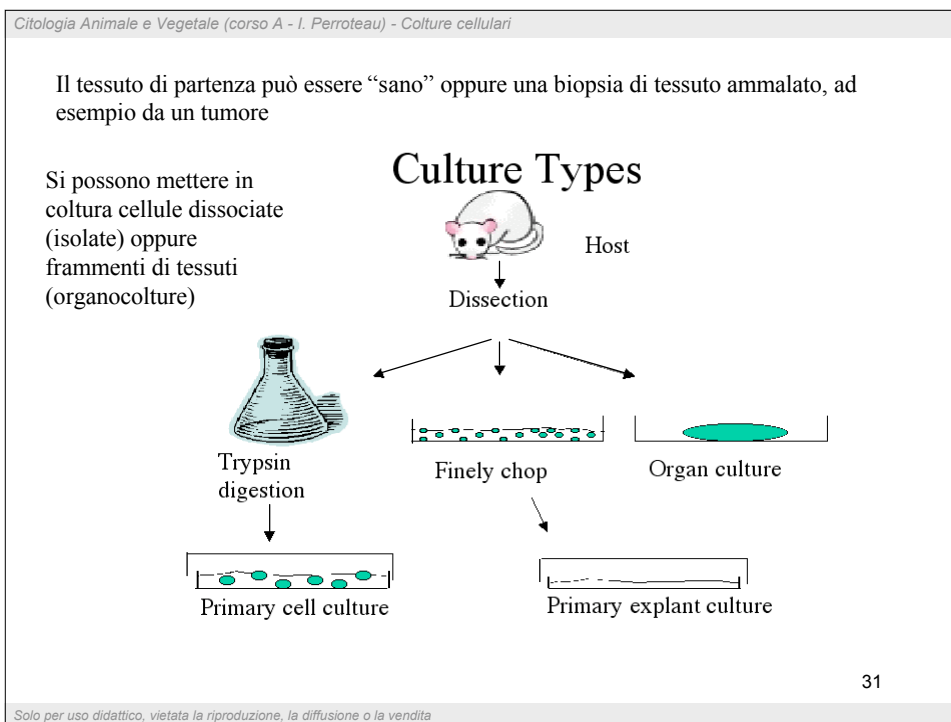 Citologia Animale e Vegetale (corso A - I. Perroteau) - Colture cellulari
Il tessuto di partenza può essere “sano” oppure una biopsia di tessuto ammalato, ad
esempio da un tumore
Si possono mettere in
coltura cellule dissociate
(isolate) oppure
frammenti di tessuti
(organocolture)
Culture Types
Host
Dissection
Trypsin
digestion
Finely chop
Organ culture
Primary cell culture
Primary explant culture
31
Solo per uso didattico, vietata la riproduzione, la diffusione o la vendita